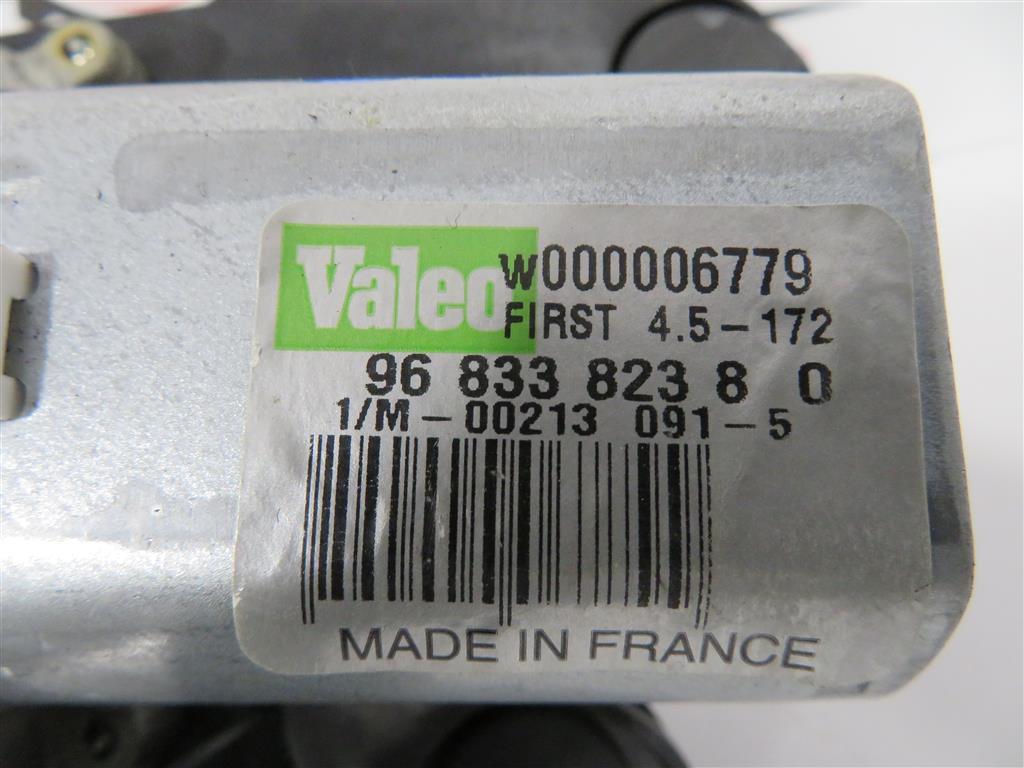 Valeo W000006779
FIRST 4.5-172
96 833 823 8 0
1/M-00213 091-5
MADE IN FRANCE